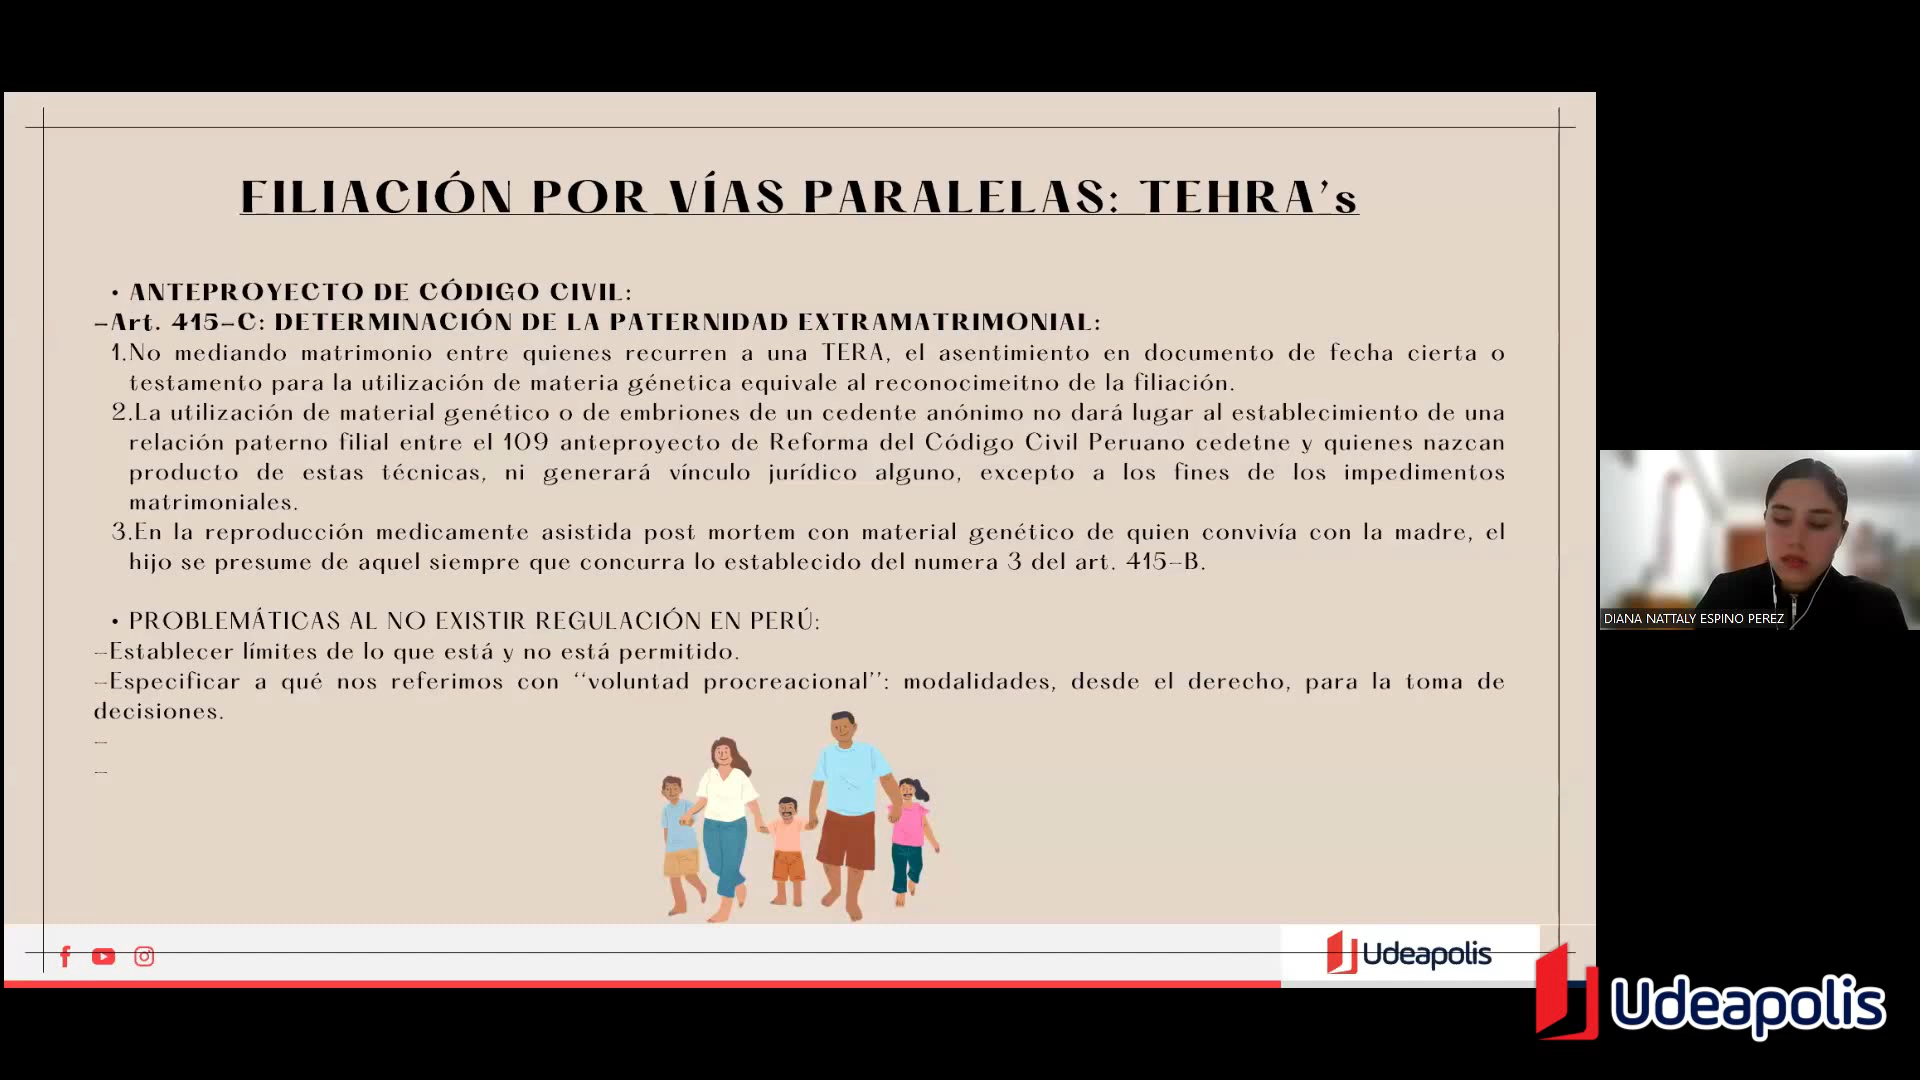 FILIACIÓN POR VÍAS PARALELAS: TEHRA's
• ANTEPROYECTO DE CÓDIGO CIVIL:
-Art. 415-C: DETERMINACIÓN DE LA PATERNIDAD EXTRAMATRIMONIAL:
1.No mediando matrimonio entre quienes recurren a una TERA, el asentimiento en documento de fecha cierta o
testamento para la utilización de materia génetica equivale al reconocimeitno de la filiación.
2.La utilización de material genético o de embriones de un cedente anónimo no dará lugar al establecimiento de una
relación paterno filial entre el 109 anteproyecto de Reforma del Código Civil Peruano cedetne y quienes nazcan
producto de estas técnicas, ni generará vínculo jurídico alguno, excepto a los fines de los impedimentos
matrimoniales.
3.En la reproducción medicamente asistida post mortem con material genético de quien convivía con la madre, el
hijo se presume de aquel siempre que concurra lo establecido del numera 3 del art. 415-B.
• PROBLEMÁTICAS AL NO EXISTIR REGULACIÓN EN PERÚ:
-Establecer límites de lo que está y no está permitido.
-Especificar a qué nos referimos con ‘‘voluntad procreacional’’: modalidades, desde el derecho, para la toma de
decisiones.
-
-
DIANA NATTALY ESPINO PEREZ
Udeapolis
Udeapolis